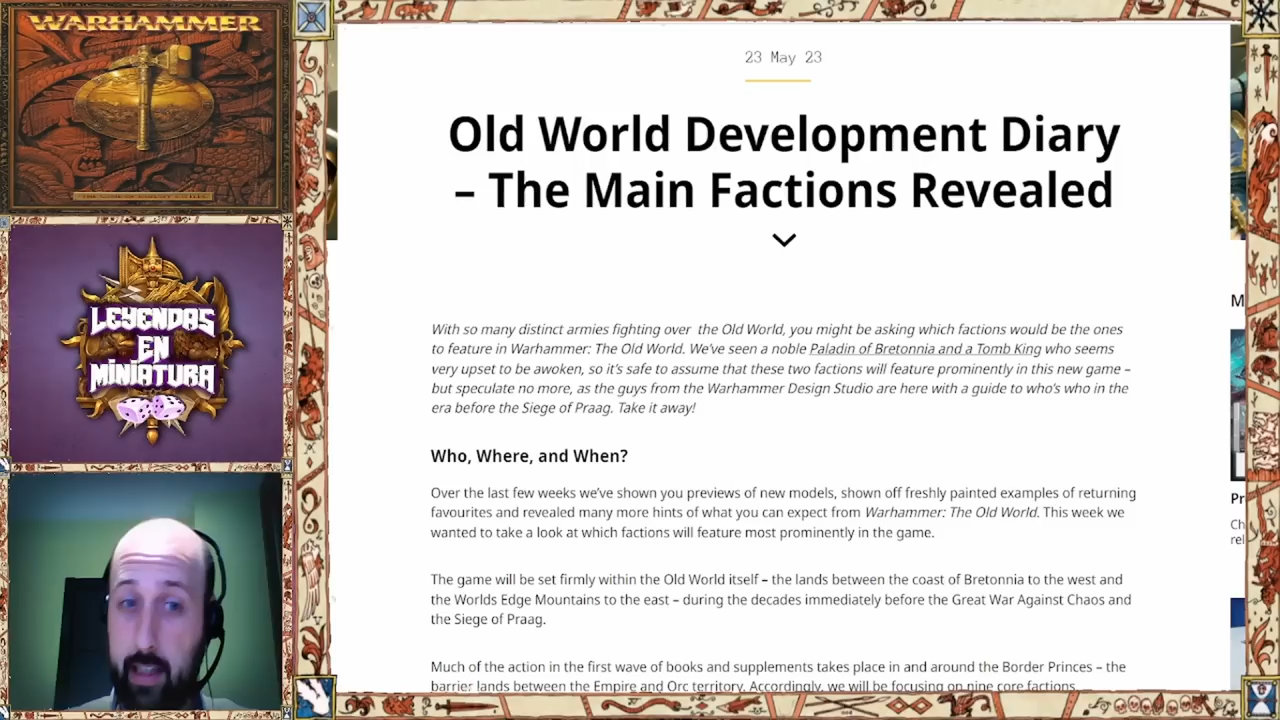 WARHAMMER
LEYENDAS
EN
MINIATURA
23 May 23
Old World Development Diary
– The Main Factions Revealed
With so many distinct armies fighting over the Old World, you might be asking which factions would be the ones
to feature in Warhammer: The Old World. We’ve seen a noble Paladin of Bretonnia and a Tomb King who seems
very upset to be awoken, so it’s safe to assume that these two factions will feature prominently in this new game –
but speculate no more, as the guys from the Warhammer Design Studio are here with a guide to who’s who in the
era before the Siege of Praag. Take it away!
Who, Where, and When?
Over the last few weeks we’ve shown you previews of new models, shown off freshly painted examples of returning
favourites and revealed many more hints of what you can expect from Warhammer: The Old World. This week we
wanted to take a look at which factions will feature most prominently in the game.
The game will be set firmly within the Old World itself – the lands between the coast of Bretonnia to the west and
the Worlds Edge Mountains to the east – during the decades immediately before the Great War Against Chaos and
the Siege of Praag.
Much of the action in the first wave of books and supplements takes place in and around the Border Princes – the
barrier lands between the Empire and Orc territory. Accordingly, we will be focusing on nine core factions.
M
Pr
Ch
rel